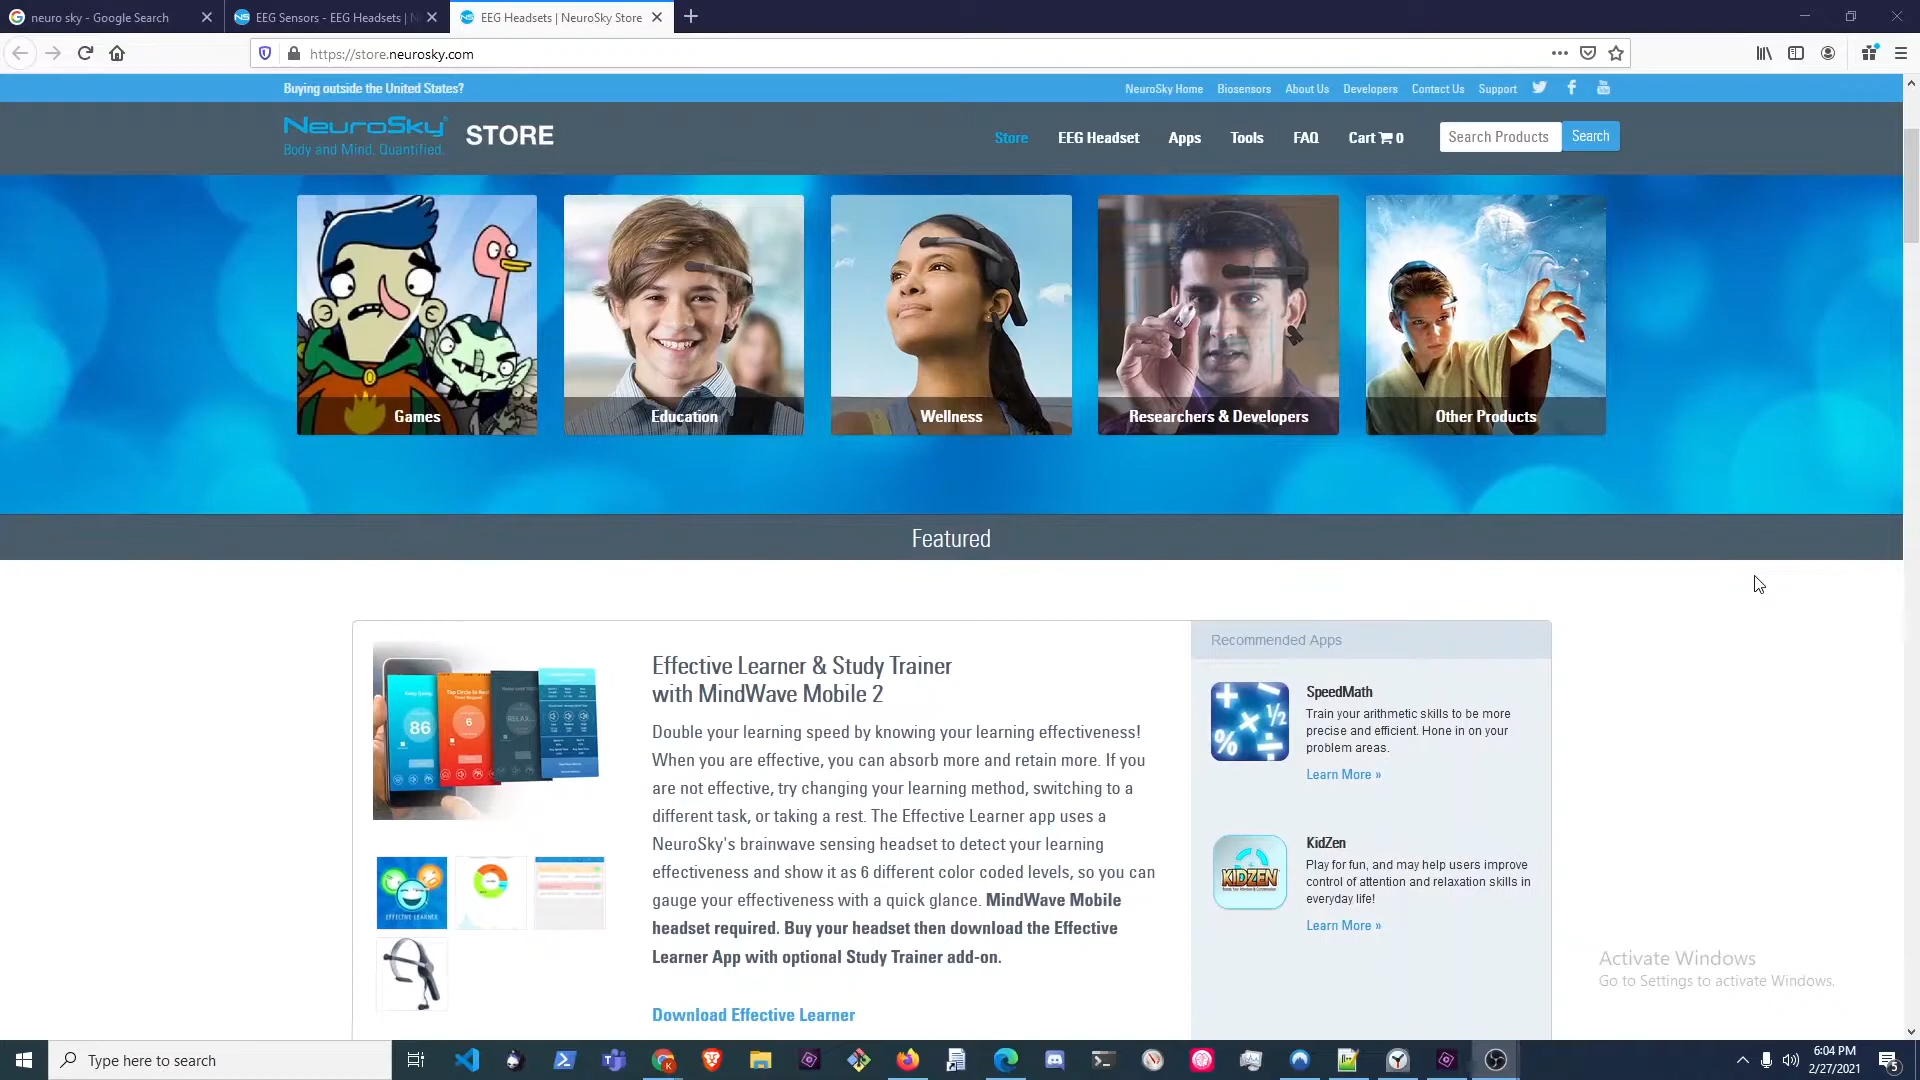 neuro sky - Google Search
EEG Sensors - EEG Headsets | N
EEG Headsets | NeuroSky Store
https://store.neurosky.com
Buying outside the United States?
NeuroSky Home Biosensors About Us Developers Contact Us Support
NeuroSky STORE
Body and Mind. Quantified.
Store EEG Headset Apps Tools FAQ Cart 0 Search Products Search
Games Education Wellness Researchers & Developers Other Products
Featured
Effective Learner & Study Trainer
with MindWave Mobile 2
Double your learning speed by knowing your learning effectiveness!
When you are effective, you can absorb more and retain more. If you
are not effective, try changing your learning method, switching to a
different task, or taking a rest. The Effective Learner app uses a
NeuroSky's brainwave sensing headset to detect your learning
effectiveness and show it as 6 different color coded levels, so you can
gauge your effectiveness with a quick glance. MindWave Mobile
headset required. Buy your headset then download the Effective
Learner App with optional Study Trainer add-on.
Download Effective Learner
86
6
RELAX
EFFECTIVE LEARNER
Recommended Apps
SpeedMath
Train your arithmetic skills to be more
precise and efficient. Hone in on your
problem areas.
Learn More »
KIDZEN
KidZen
Play for fun, and may help users improve
control of attention and relaxation skills in
everyday life!
Learn More »
Activate Windows
Go to Settings to activate Windows.
Type here to search
6:04 PM
2/27/2021
5